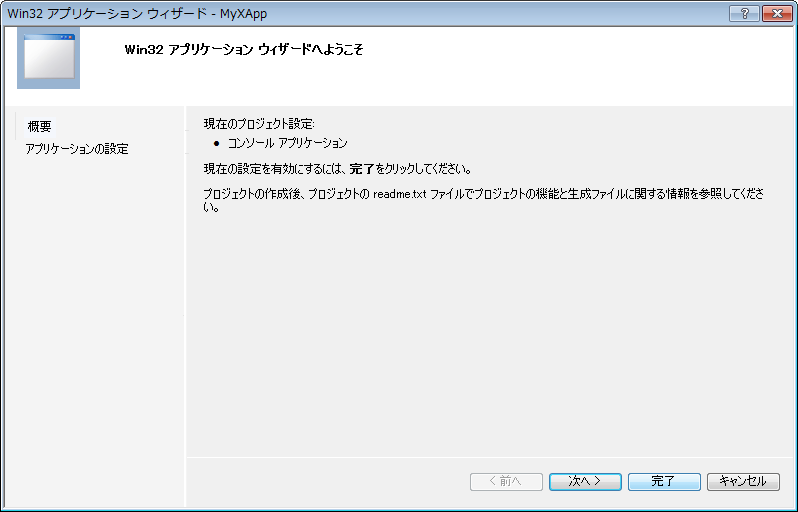 Win32 アプリケーション ウィザード - MyXApp
?
Win32 アプリケーション ウィザードへようこそ
概要
アプリケーションの設定
現在のプロジェクト設定:
• コンソール アプリケーション
現在の設定を有効にするには、完了をクリックしてください。
プロジェクトの作成後、プロジェクトの readme.txt ファイルでプロジェクトの機能と生成ファイルに関する情報を参照してくださ
い。
< 前へ
次へ >
完了
キャンセル